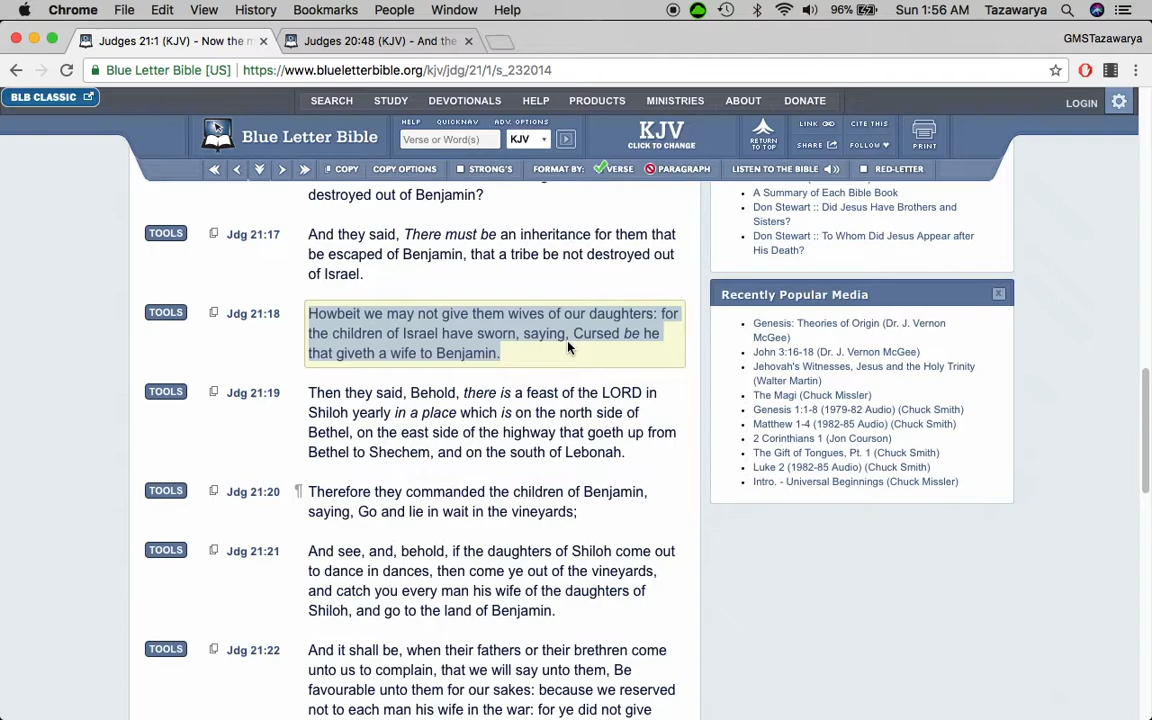 Chrome File Edit View History Bookmarks People Window Help 96% Sun 1:56 AM Tazawarya
Judges 21:1 (KJV) - Now the m Judges 20:48 (KJV) - And the GMSTazawarya
Blue Letter Bible [US] https://www.blueletterbible.org/kjv/jdg/21/1/s_232014
BLB CLASSIC SEARCH STUDY DEVOTIONALS HELP PRODUCTS MINISTRIES ABOUT DONATE LOGIN
HELP QUICKNAV ADV. OPTIONS
Blue Letter Bible Verse or Word(s) KJV
KJV
CLICK TO CHANGE
RETURN
TO TOP
LINK CITE THIS
SHARE FOLLOW
PRINT
COPY COPY OPTIONS STRONG'S FORMAT BY: VERSE PARAGRAPH LISTEN TO THE BIBLE RED-LETTER
destroyed out of Benjamin?
TOOLS Jdg 21:17 And they said, There must be an inheritance for them that
be escaped of Benjamin, that a tribe be not destroyed out
of Israel.
TOOLS Jdg 21:18 Howbeit we may not give them wives of our daughters: for
the children of Israel have sworn, saying, Cursed be he
that giveth a wife to Benjamin.
TOOLS Jdg 21:19 Then they said, Behold, there is a feast of the LORD in
Shiloh yearly in a place which is on the north side of
Bethel, on the east side of the highway that goeth up from
Bethel to Shechem, and on the south of Lebonah.
TOOLS Jdg 21:20 ¶ Therefore they commanded the children of Benjamin,
saying, Go and lie in wait in the vineyards;
TOOLS Jdg 21:21 And see, and, behold, if the daughters of Shiloh come out
to dance in dances, then come ye out of the vineyards,
and catch you every man his wife of the daughters of
Shiloh, and go to the land of Benjamin.
TOOLS Jdg 21:22 And it shall be, when their fathers or their brethren come
unto us to complain, that we will say unto them, Be
favourable unto them for our sakes: because we reserved
not to each man his wife in the war: for ye did not give
A Summary of Each Bible Book
Don Stewart :: Did Jesus Have Brothers and
Sisters?
Don Stewart :: To Whom Did Jesus Appear after
His Death?
Recently Popular Media
Genesis: Theories of Origin (Dr. J. Vernon
McGee)
John 3:16-18 (Dr. J. Vernon McGee)
Jehovah's Witnesses, Jesus and the Holy Trinity
(Walter Martin)
The Magi (Chuck Missler)
Genesis 1:1-8 (1979-82 Audio) (Chuck Smith)
Matthew 1-4 (1982-85 Audio) (Chuck Smith)
2 Corinthians 1 (Jon Courson)
The Gift of Tongues, Pt. 1 (Chuck Smith)
Luke 2 (1982-85 Audio) (Chuck Smith)
Intro. - Universal Beginnings (Chuck Missler)